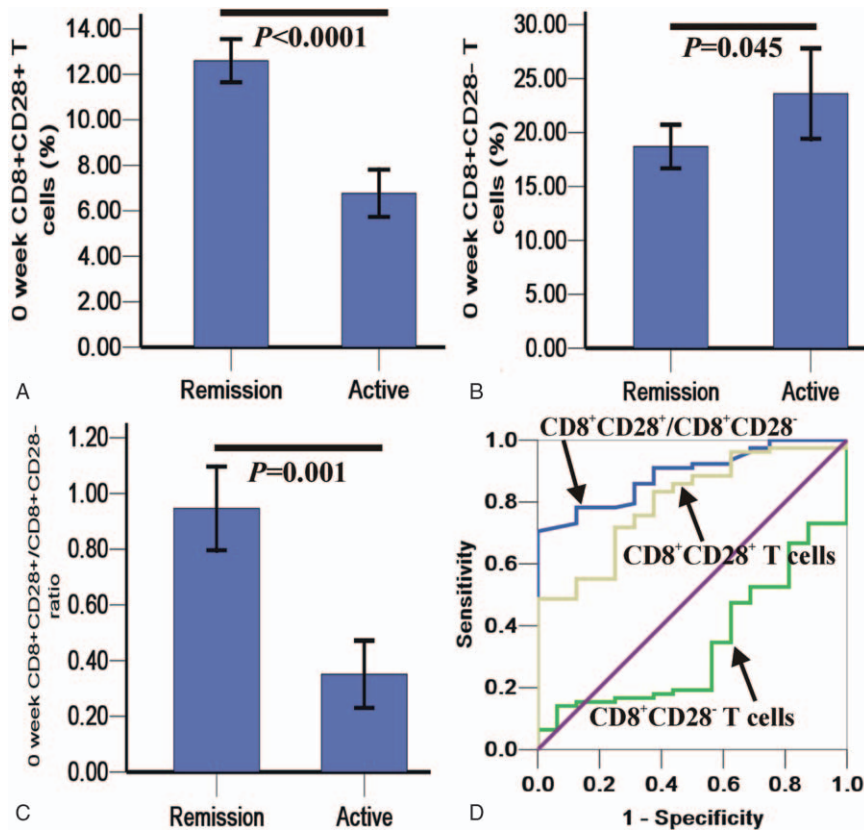 14.00
12.00
10.00
8.00
6.00
4.00
2.00
0.00
0 week CD8+CD28+ T
cells (%)
P<0.0001
Remission Active
A
30.00
25.00
20.00
15.00
10.00
5.00
0.00
0 week CD8+CD28- T
cells (%)
P=0.045
Remission Active
B
1.20
1.00
0.80
0.60
0.40
0.20
0.00
0 week CD8+CD28+/CD8+CD28-
ratio
P=0.001
Remission Active
C
CD8⁺CD28⁺/CD8⁺CD28⁻
1.0
0.8
0.6
0.4
0.2
0.0
Sensitivity
CD8⁺CD28⁺ T cells
CD8⁺CD28⁻ T cells
0.0 0.2 0.4 0.6 0.8 1.0
1 - Specificity
D